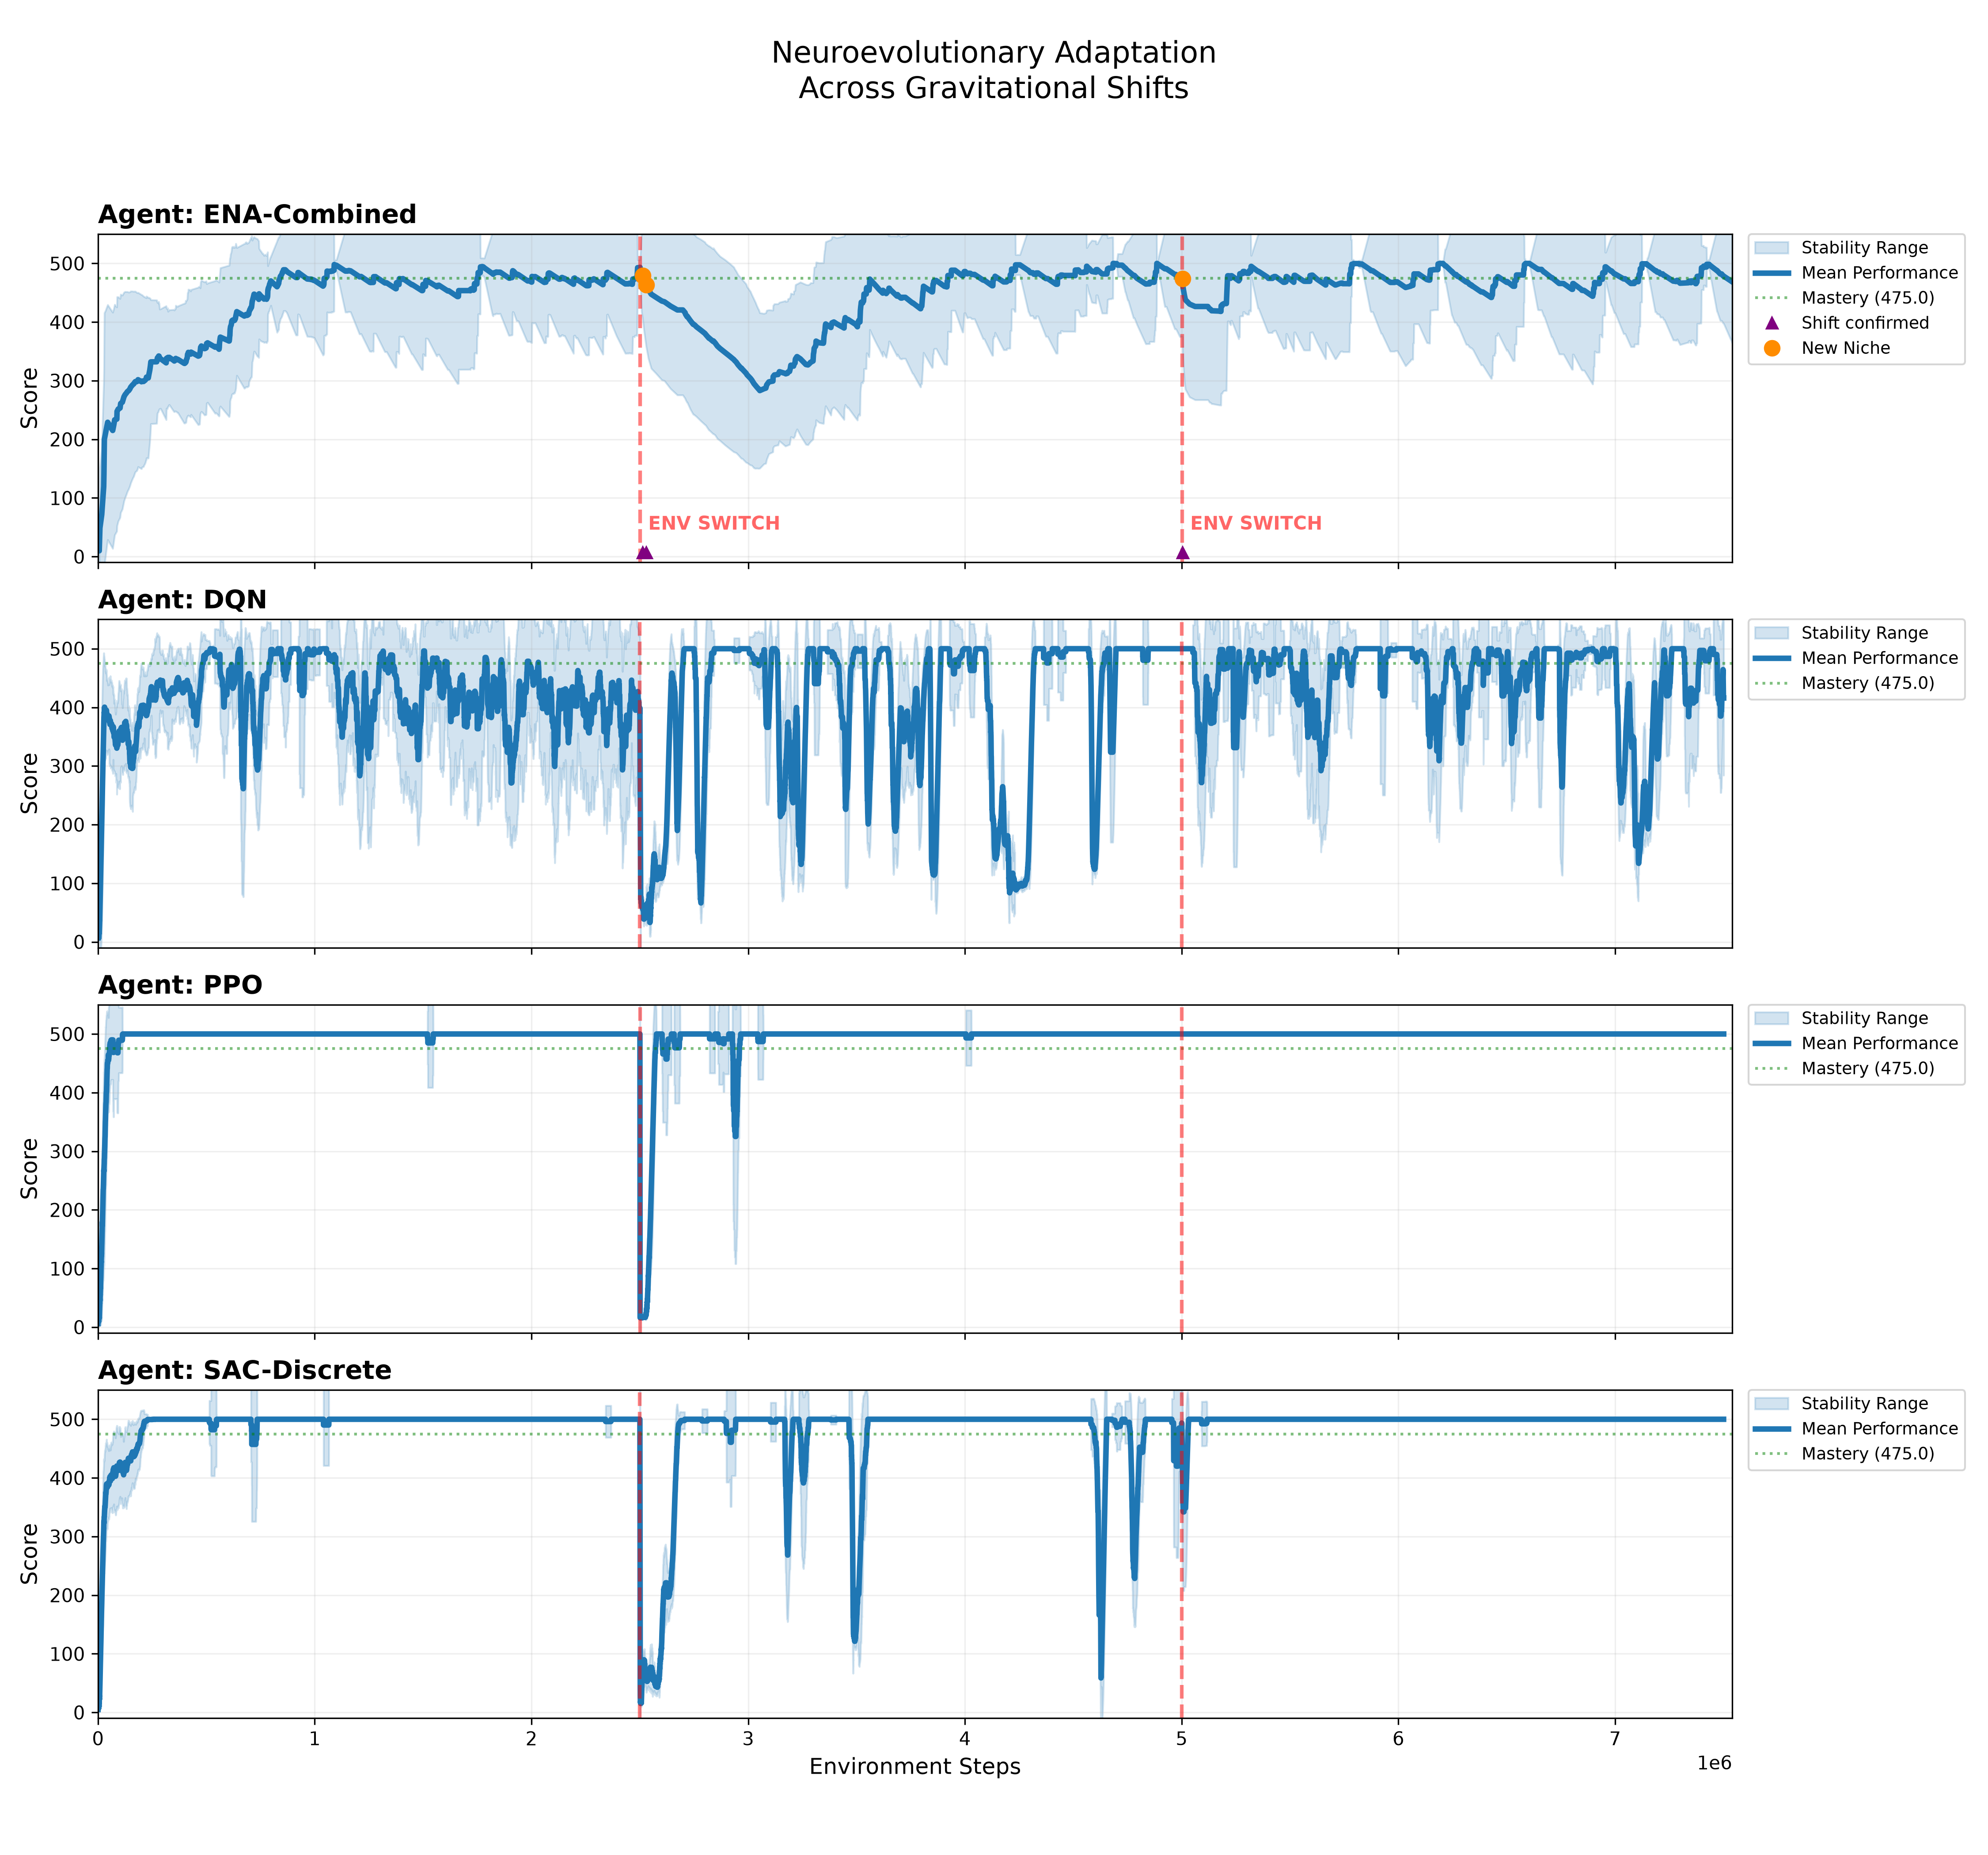 Neuroevolutionary Adaptation
Across Gravitational Shifts
Agent: ENA-Combined
Score
500
400
300
200
100
0
ENV SWITCH
ENV SWITCH
Stability Range
Mean Performance
Mastery (475.0)
Shift confirmed
New Niche
Agent: DQN
Score
500
400
300
200
100
0
Stability Range
Mean Performance
Mastery (475.0)
Agent: PPO
Score
500
400
300
200
100
0
Stability Range
Mean Performance
Mastery (475.0)
Agent: SAC-Discrete
Score
500
400
300
200
100
0
Stability Range
Mean Performance
Mastery (475.0)
0 1 2 3 4 5 6 7
1e6
Environment Steps